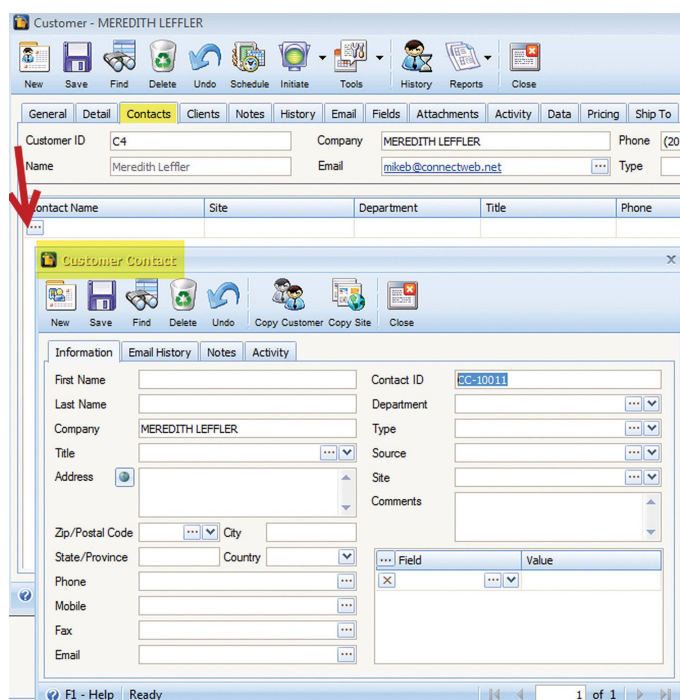 Customer - MEREDITH LEFFLER
New Save Find Delete Undo Schedule Initiate Tools History Reports Close
General Detail Contacts Clients Notes History Email Fields Attachments Activity Data Pricing Ship To
Customer ID C4 Company MEREDITH LEFFLER Phone (20
Name Meredith Leffler Email mikeb@connectweb.net Type
Contact Name Site Department Title Phone
Customer Contact
New Save Find Delete Undo Copy Customer Copy Site Close
Information Email History Notes Activity
First Name Contact ID CC-10011
Last Name Department
Company MEREDITH LEFFLER Type
Title Source
Address Site
Comments
Zip/Postal Code City
State/Province Country Field Value
Phone
Mobile
Fax
Email
F1 - Help Ready 1 of 1